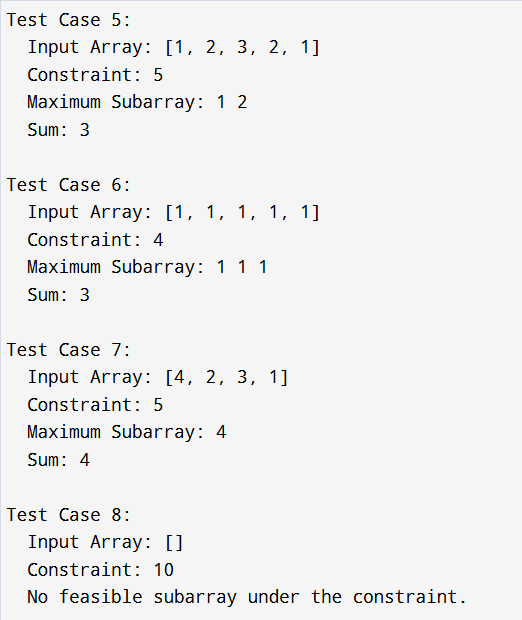 Test Case 5:
  Input Array: [1, 2, 3, 2, 1]
  Constraint: 5
  Maximum Subarray: 1 2
  Sum: 3

Test Case 6:
  Input Array: [1, 1, 1, 1, 1]
  Constraint: 4
  Maximum Subarray: 1 1 1
  Sum: 3

Test Case 7:
  Input Array: [4, 2, 3, 1]
  Constraint: 5
  Maximum Subarray: 4
  Sum: 4

Test Case 8:
  Input Array: []
  Constraint: 10
  No feasible subarray under the constraint.